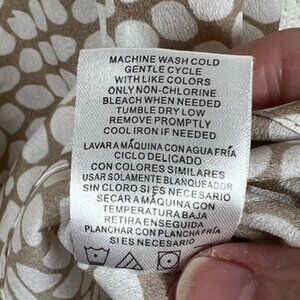 MACHINE WASH COLD
GENTLE CYCLE
WITH LIKE COLORS
ONLY NON-CHLORINE
BLEACH WHEN NEEDED
TUMBLE DRY LOW
REMOVE PROMPTLY
COOL IRON IF NEEDED
LAVAR A MÁQUINA CON AGUA FRÍA
CICLO DELICADO
CON COLORES SIMILARES
USAR SOLAMENTE BLANQUEADOR
SIN CLORO SI ES NECESARIO
SECAR A MÁQUINA CON
TEMPERATURA BAJA
RETIRA ENSEGUIDA
PLANCHAR CON PLANCHA FRÍA
SI ES NECESARIO